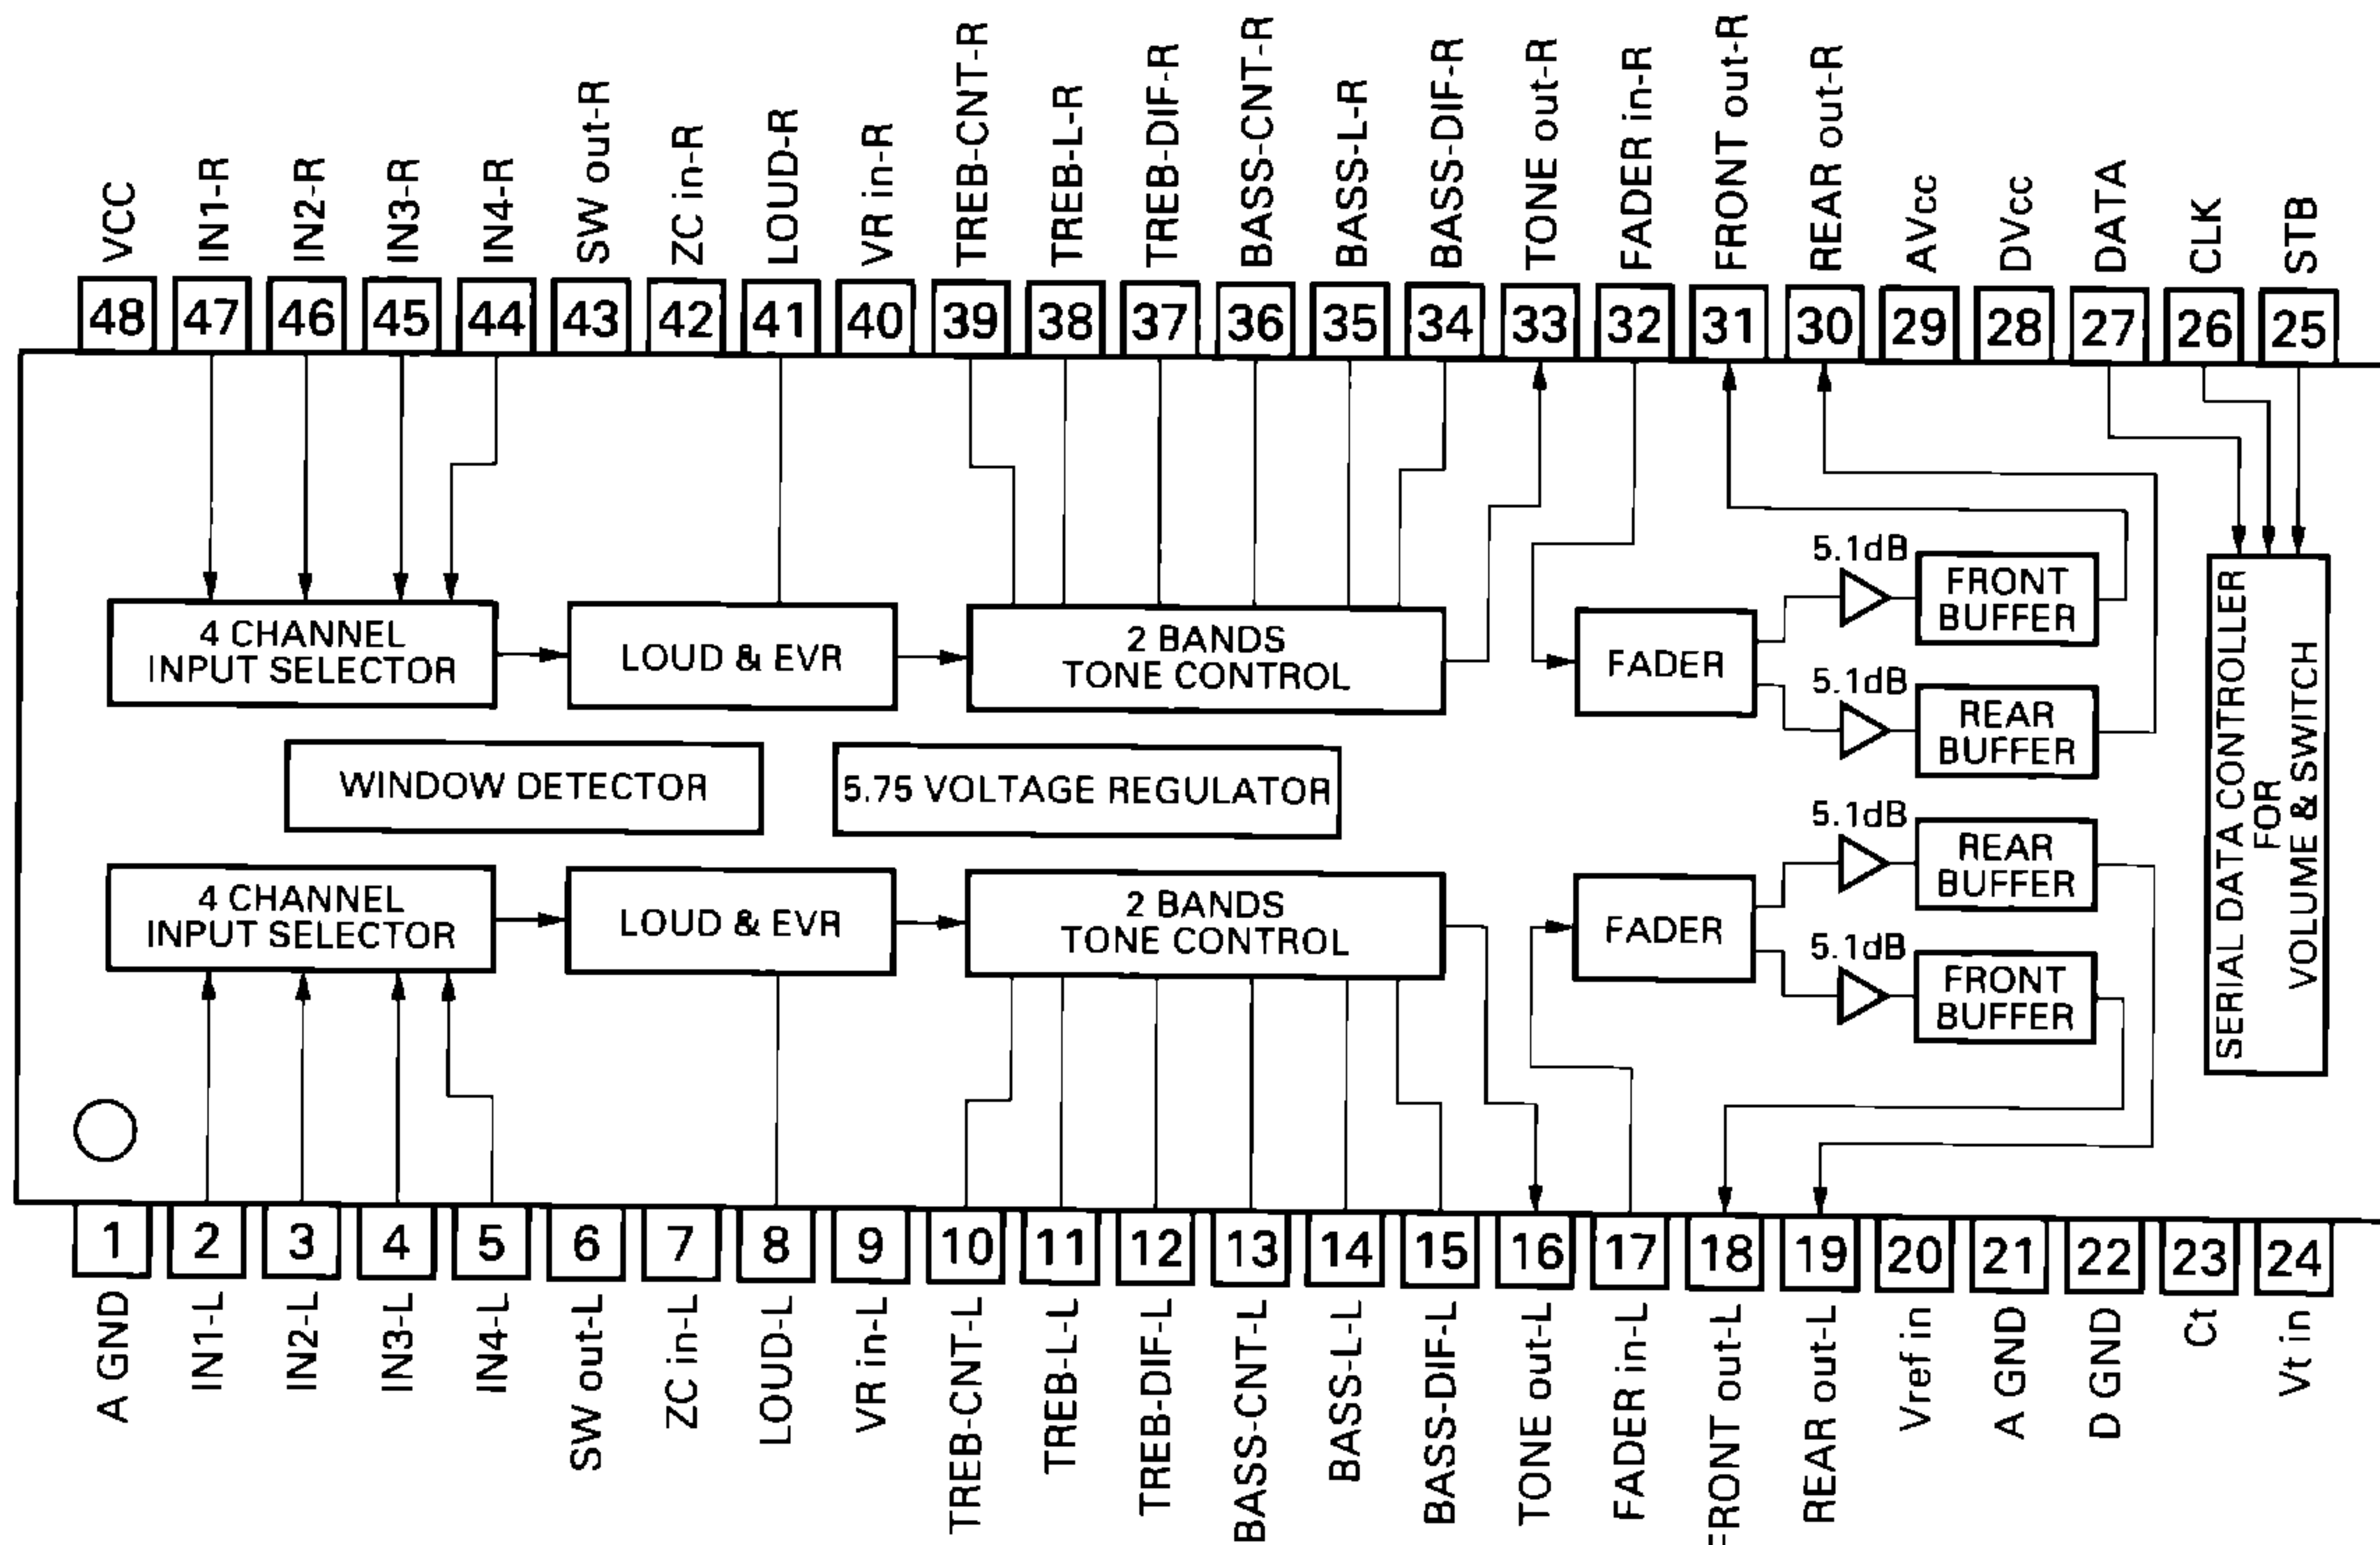 VCC
IN1-R
IN2-R
IN3-R
IN4-R
SW out-R
ZC in-R
LOUD-R
VR in-R
TREB-CNT-R
TREB-L-R
TREB-DIF-R
BASS-CNT-R
BASS-L-R
BASS-DIF-R
TONE out-R
FADER in-R
FRONT out-R
REAR out-R
AVcc
DVcc
DATA
CLK
STB
48 47 46 45 44 43 42 41 40 39 38 37 36 35 34 33 32 31 30 29 28 27 26 25
4 CHANNEL
INPUT SELECTOR
LOUD & EVR
2 BANDS
TONE CONTROL
FADER
5.1dB
FRONT
BUFFER
5.1dB
REAR
BUFFER
WINDOW DETECTOR
5.75 VOLTAGE REGULATOR
4 CHANNEL
INPUT SELECTOR
LOUD & EVR
2 BANDS
TONE CONTROL
FADER
5.1dB
REAR
BUFFER
5.1dB
FRONT
BUFFER
SERIAL DATA CONTROLLER
FOR
VOLUME & SWITCH
1 2 3 4 5 6 7 8 9 10 11 12 13 14 15 16 17 18 19 20 21 22 23 24
A GND
IN1-L
IN2-L
IN3-L
IN4-L
SW out-L
ZC in-L
LOUD-L
VR in-L
TREB-CNT-L
TREB-L-L
TREB-DIF-L
BASS-CNT-L
BASS-L-L
BASS-DIF-L
TONE out-L
FADER in-L
FRONT out-L
REAR out-L
Vref in
A GND
D GND
Ct
Vt in